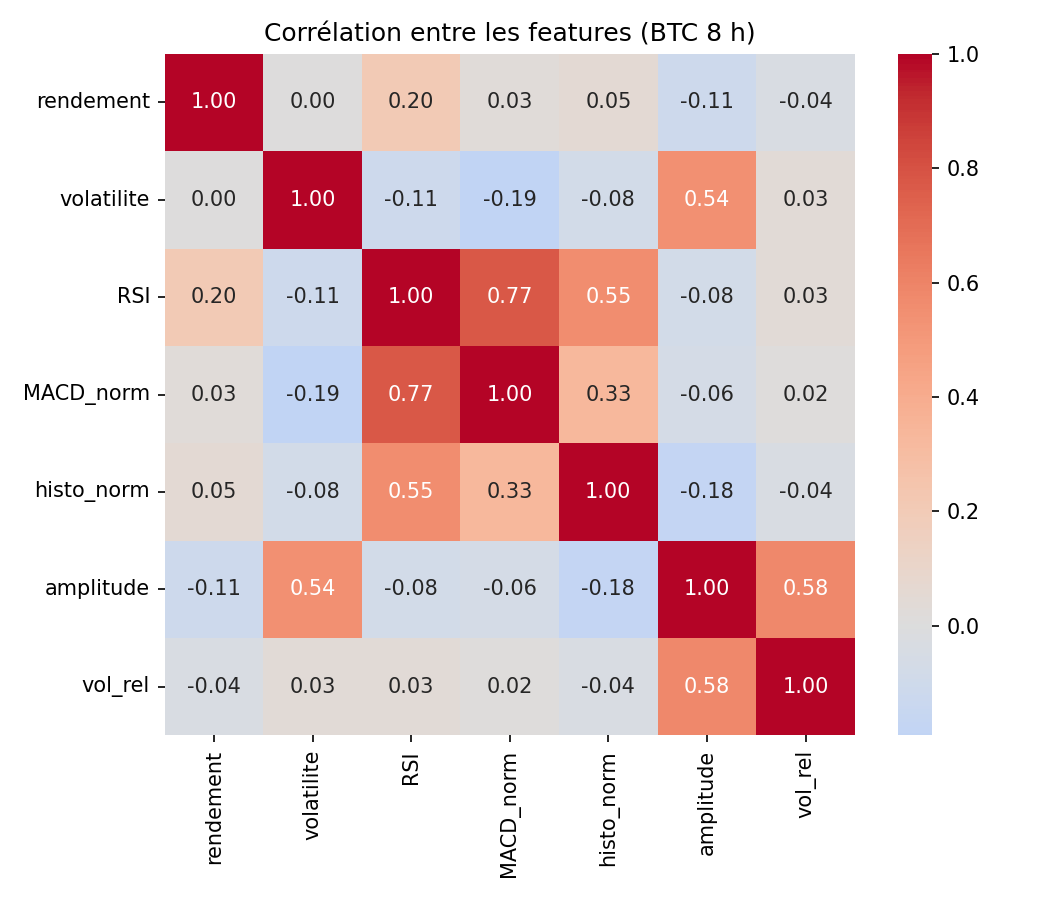 Corrélation entre les features (BTC 8 h)
rendement 1.00 0.00 0.20 0.03 0.05 -0.11 -0.04
volatilite 0.00 1.00 -0.11 -0.19 -0.08 0.54 0.03
RSI 0.20 -0.11 1.00 0.77 0.55 -0.08 0.03
MACD_norm 0.03 -0.19 0.77 1.00 0.33 -0.06 0.02
histo_norm 0.05 -0.08 0.55 0.33 1.00 -0.18 -0.04
amplitude -0.11 0.54 -0.08 -0.06 -0.18 1.00 0.58
vol_rel -0.04 0.03 0.03 0.02 -0.04 0.58 1.00
rendement volatilite RSI MACD_norm histo_norm amplitude vol_rel
1.0
0.8
0.6
0.4
0.2
0.0